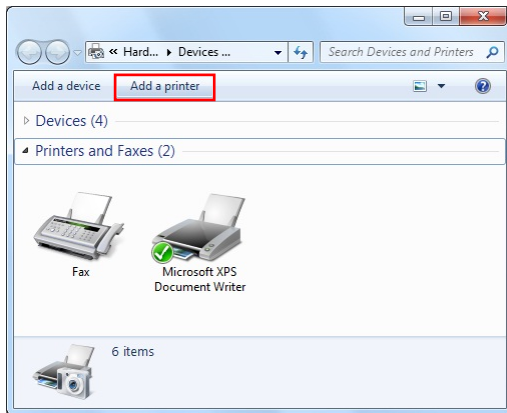 « Hard... ▸ Devices ...
Search Devices and Printers
Add a device
Add a printer
Devices (4)
Printers and Faxes (2)
Fax
Microsoft XPS
Document Writer
6 items